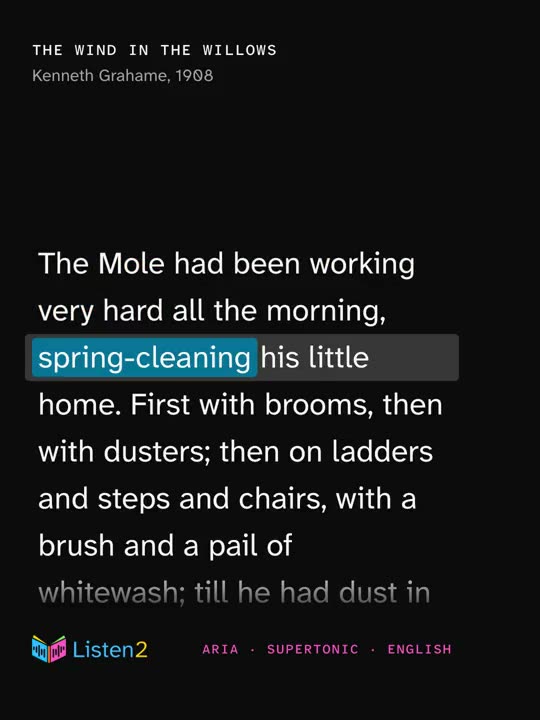 THE WIND IN THE WILLOWS
Kenneth Grahame, 1908
The Mole had been working
very hard all the morning,
spring-cleaning his little
home. First with brooms, then
with dusters; then on ladders
and steps and chairs, with a
brush and a pail of
whitewash; till he had dust in
Listen2
ARIA · SUPERTONIC · ENGLISH